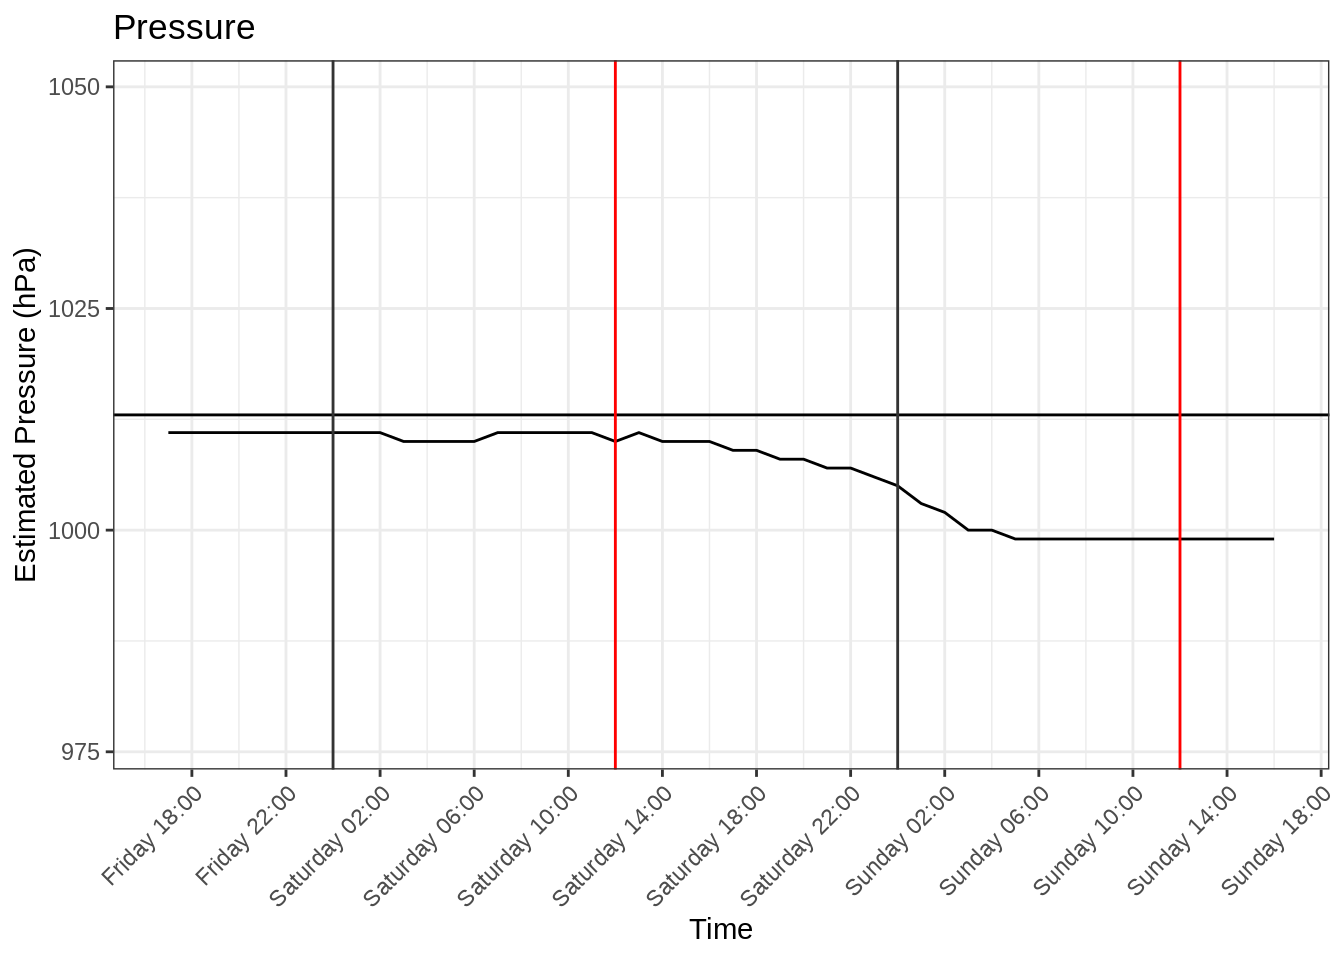 Pressure
Estimated Pressure (hPa)
1050
1025
1000
975
Friday 18:00
Friday 22:00
Saturday 02:00
Saturday 06:00
Saturday 10:00
Saturday 14:00
Saturday 18:00
Saturday 22:00
Sunday 02:00
Sunday 06:00
Sunday 10:00
Sunday 14:00
Sunday 18:00
Time